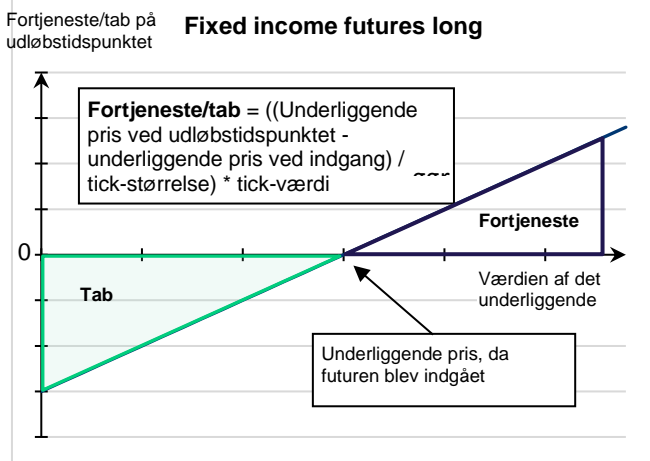 Fortjeneste/tab på
udløbstidspunktet
Fixed income futures long
Fortjeneste/tab = ((Underliggende
pris ved udløbstidspunktet -
underliggende pris ved indgang) /
tick-størrelse) * tick-værdi
Fortjeneste
0
Værdien af det
underliggende
Tab
Underliggende pris, da
futuren blev indgået